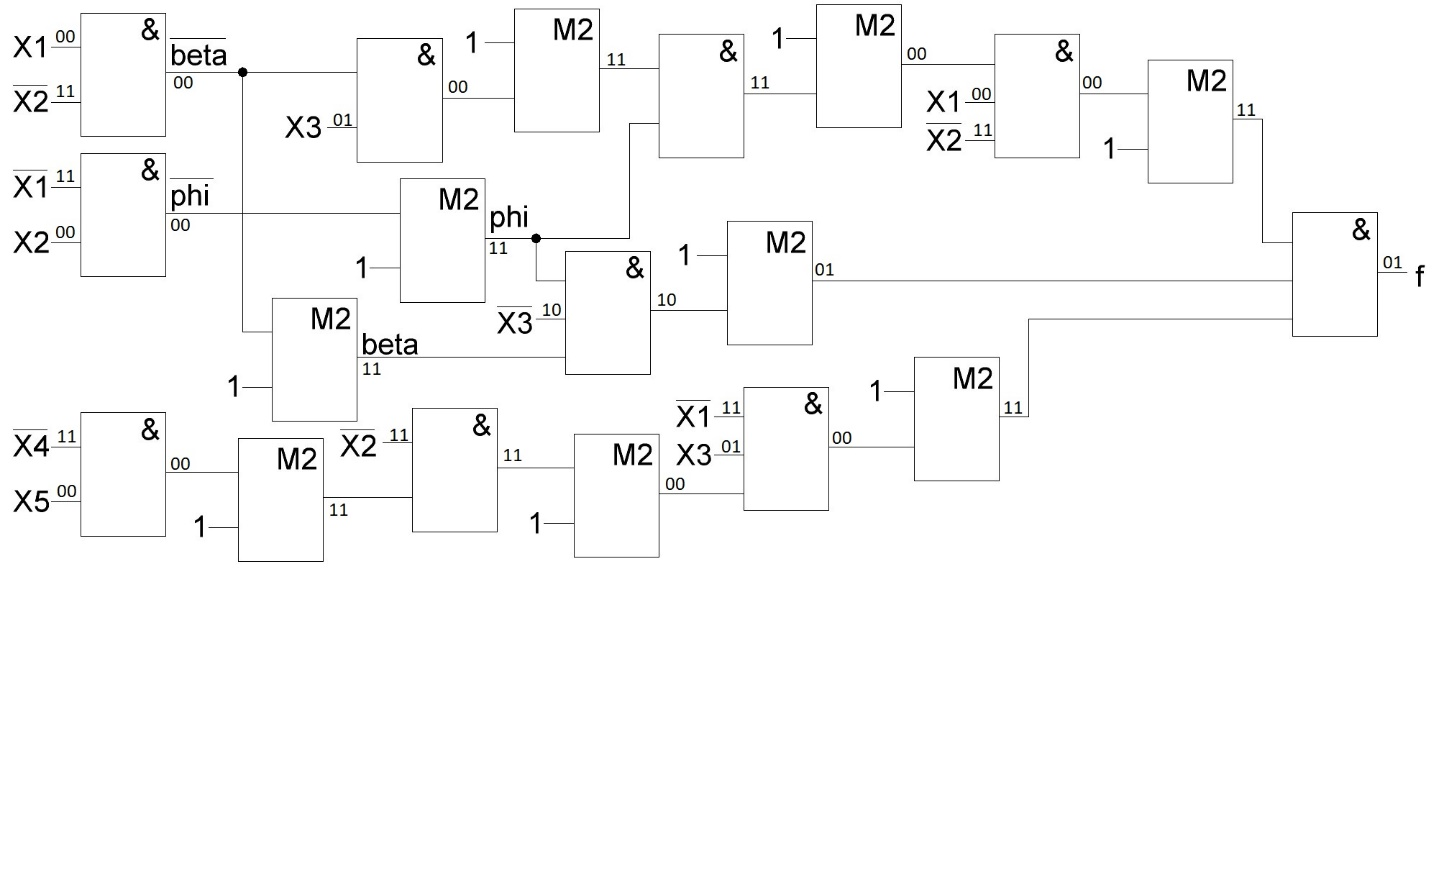 & M2 M2
X1 00 beta & 1 1 & 00 &
00 11 11 X1 00 00 M2
X2 11 X3 01 00 X2 11 11
1
X1 11 & phi M2 phi 1 M2 &
X2 00 00 11 & 01 01 f
1 X3 10 10
M2 beta
1 11
X4 11 & X2 11 & X1 11 & 1 M2
00 M2 11 M2 X3 01 00 11
X5 00 11 00
1 1